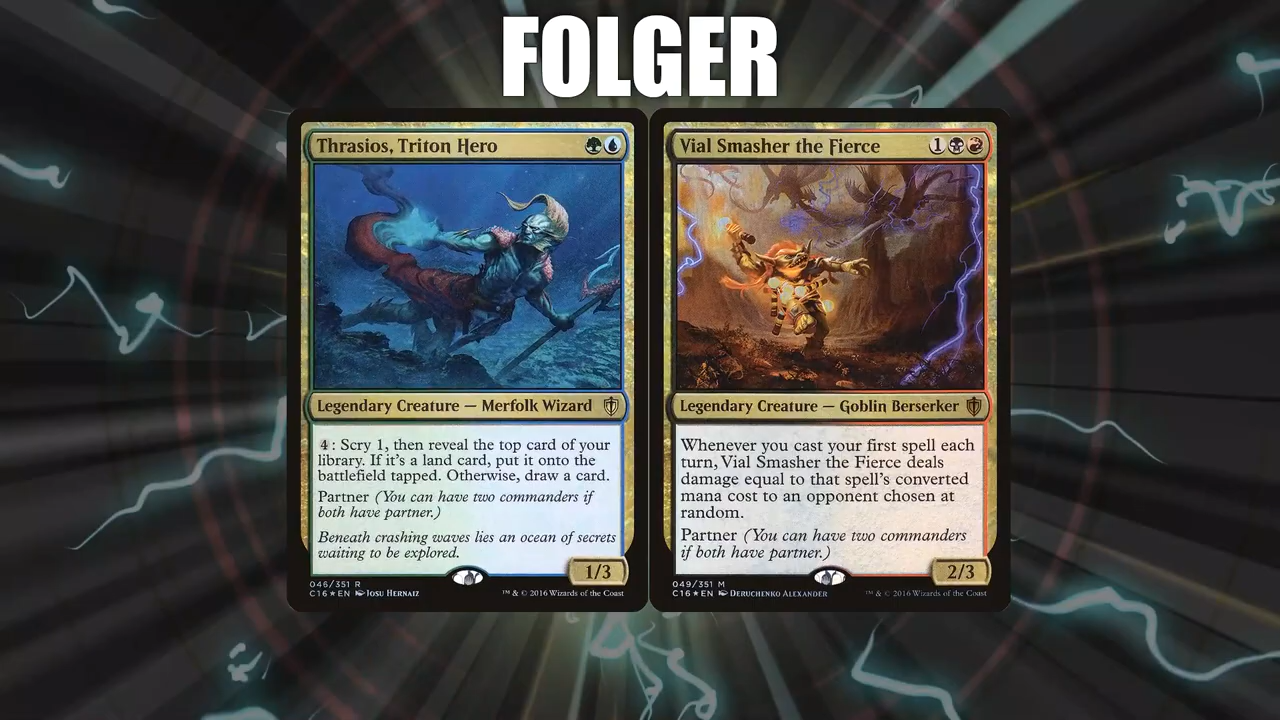 FOLGER
Thrasios, Triton Hero
Legendary Creature — Merfolk Wizard
4: Scry 1, then reveal the top card of your
library. If it's a land card, put it onto the
battlefield tapped. Otherwise, draw a card.
Partner (You can have two commanders if
both have partner.)
Beneath crashing waves lies an ocean of secrets
waiting to be explored.
1/3
046/351 R
C16 ★ EN Iosu Hernaiz
™ & © 2016 Wizards of the Coast
Vial Smasher the Fierce 1
Legendary Creature — Goblin Berserker
Whenever you cast your first spell each
turn, Vial Smasher the Fierce deals
damage equal to that spell's converted
mana cost to an opponent chosen at
random.
Partner (You can have two commanders
if both have partner.)
2/3
049/351 M
C16 ★ EN Deruchenko Alexander
™ & © 2016 Wizards of the Coast